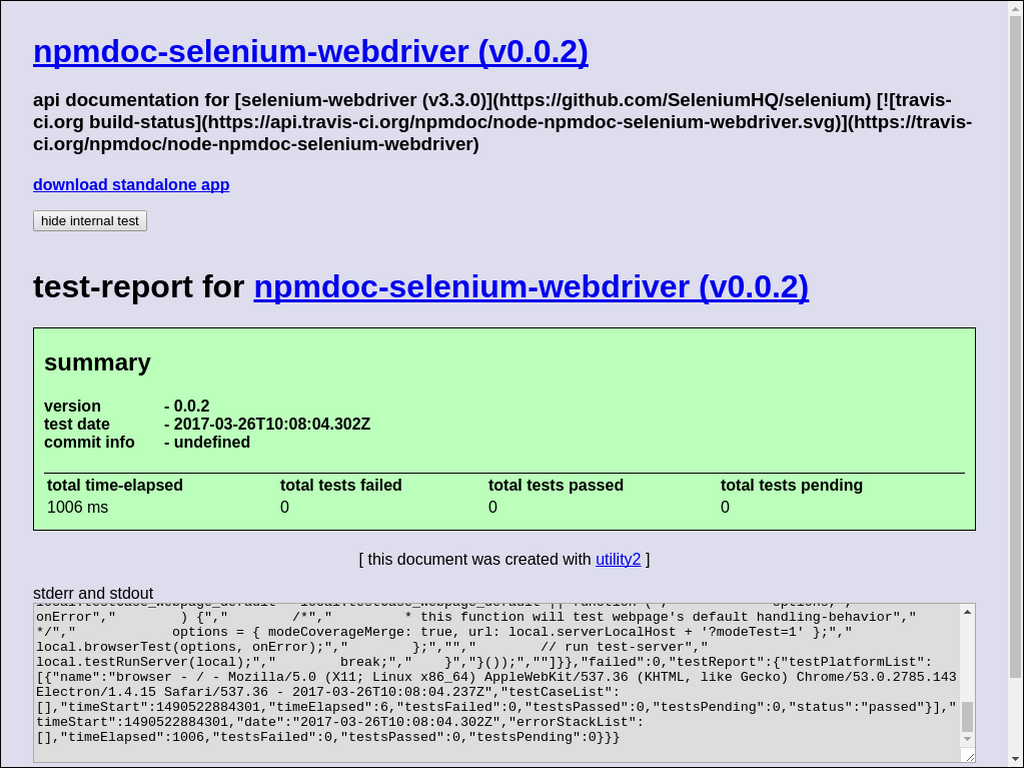 npmdoc-selenium-webdriver (v0.0.2)
api documentation for [selenium-webdriver (v3.3.0)](https://github.com/SeleniumHQ/selenium) [![travis-
ci.org build-status](https://api.travis-ci.org/npmdoc/node-npmdoc-selenium-webdriver.svg)](https://travis-
ci.org/npmdoc/node-npmdoc-selenium-webdriver)
download standalone app
hide internal test
test-report for npmdoc-selenium-webdriver (v0.0.2)
summary
version - 0.0.2
test date - 2017-03-26T10:08:04.302Z
commit info - undefined
total time-elapsed total tests failed total tests passed total tests pending
1006 ms 0 0 0
[ this document was created with utility2 ]
stderr and stdout
onError","        ) {","        /*","         * this function will test webpage's default handling-behavior","
*/","            options = { modeCoverageMerge: true, url: local.serverLocalHost + '?modeTest=1' };","
local.browserTest(options, onError);","        };","","        // run test-server","
local.testRunServer(local);","        break;","    }","}());",""]}},"failed":0,"testReport":{"testPlatformList":
[{"name":"browser - / - Mozilla/5.0 (X11; Linux x86_64) AppleWebKit/537.36 (KHTML, like Gecko) Chrome/53.0.2785.143
Electron/1.4.15 Safari/537.36 - 2017-03-26T10:08:04.237Z","testCaseList":
[],"timeStart":1490522884301,"timeElapsed":6,"testsFailed":0,"testsPassed":0,"testsPending":0,"status":"passed"}],"
timeStart":1490522884301,"date":"2017-03-26T10:08:04.302Z","errorStackList":
[],"timeElapsed":1006,"testsFailed":0,"testsPassed":0,"testsPending":0}}}